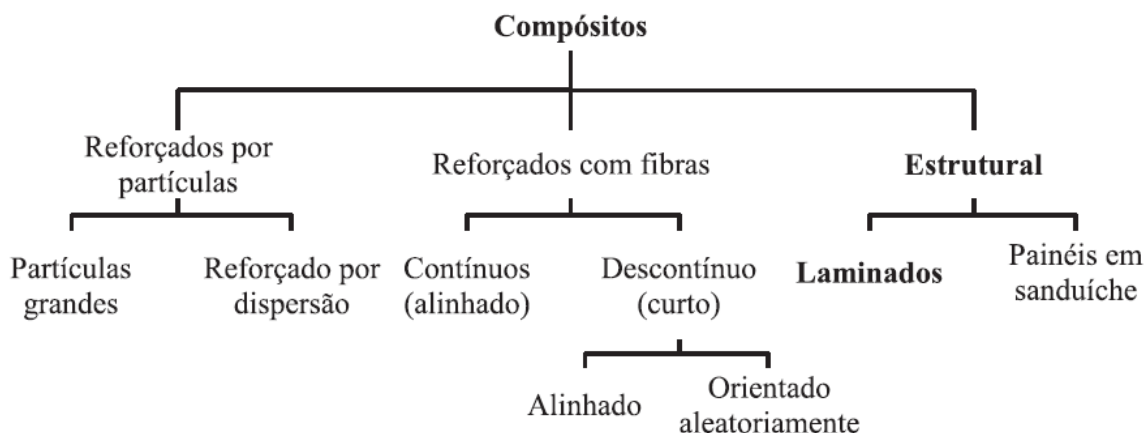 Compósitos
Reforçados por
partículas
Reforçados com fibras
Estrutural
Partículas
grandes
Reforçado por
dispersão
Contínuos
(alinhado)
Descontínuo
(curto)
Laminados
Painéis em
sanduíche
Alinhado
Orientado
aleatoriamente